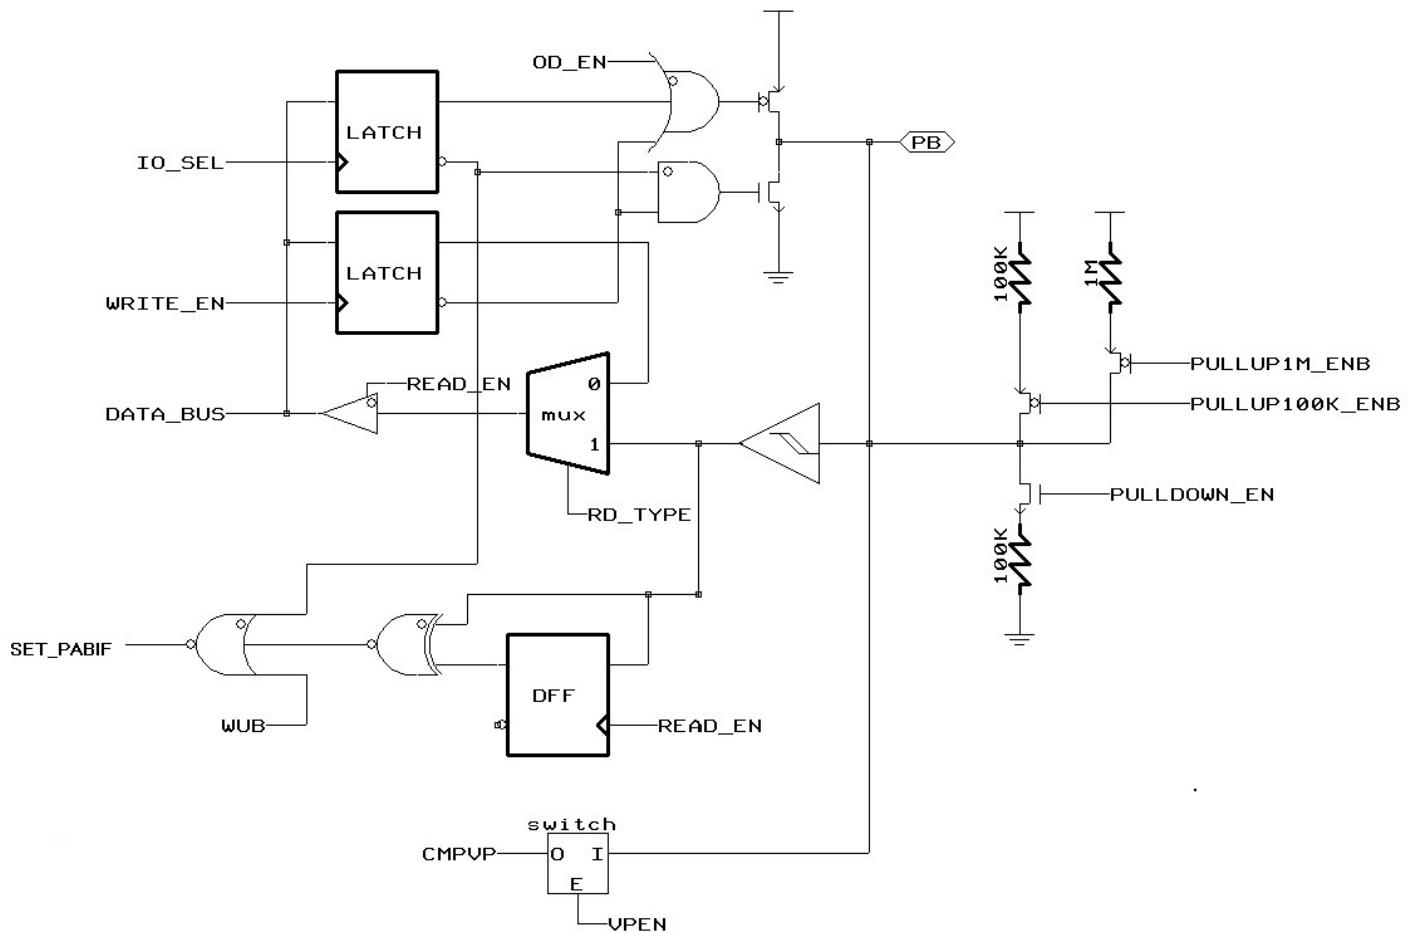 OD_EN
LATCH
IO_SEL
PB
LATCH
WRITE_EN
100K
1M
PULLUP1M_ENB
READ_EN
0
PULLUP100K_ENB
DATA_BUS
mux
1
PULLDOWN_EN
RD_TYPE
100K
SET_PABIF
DFF
WUB
READ_EN
switch
CMPVP
O I
E
VPEN